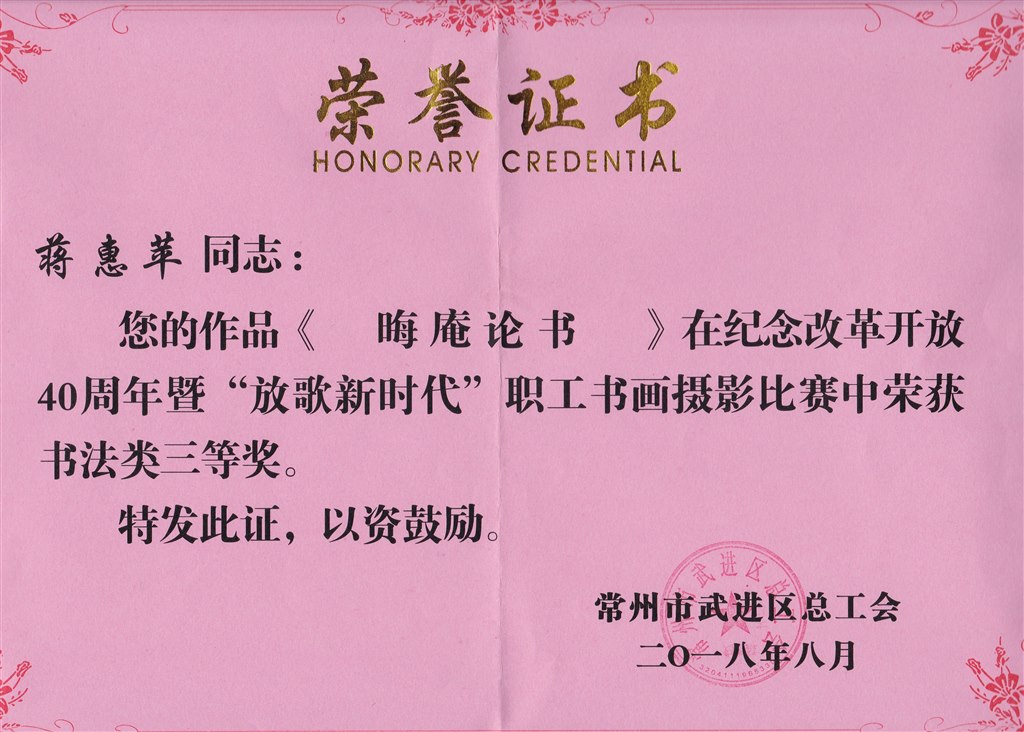 荣誉证书
HONORARY CREDENTIAL
蒋惠苹 同志：
您的作品《 晦庵论书 》在纪念改革开放
40周年暨“放歌新时代”职工书画摄影比赛中荣获
书法类三等奖。
特发此证，以资鼓励。
常州市武进区总工会
二〇一八年八月